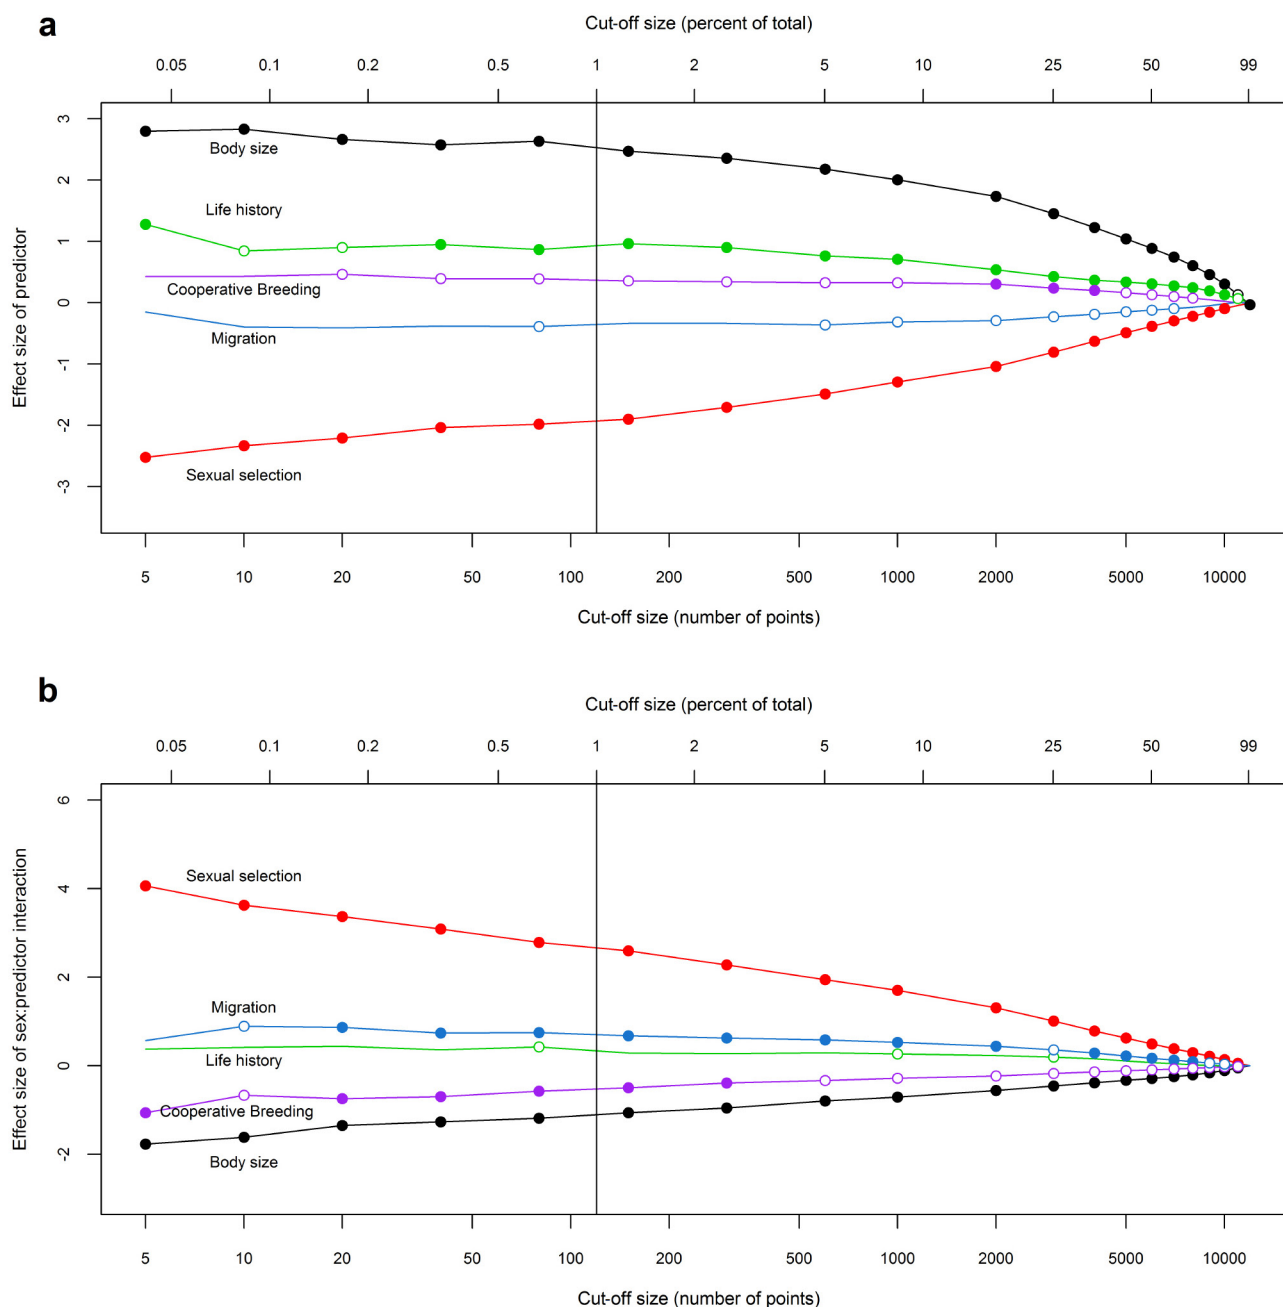 a
Cut-off size (percent of total)
0.05 0.1 0.2 0.5 1 2 5 10 25 50 99
Effect size of predictor
3
2
1
0
-1
-2
-3
Body size
Life history
Cooperative Breeding
Migration
Sexual selection
5 10 20 50 100 200 500 1000 2000 5000 10000
Cut-off size (number of points)
b
Cut-off size (percent of total)
0.05 0.1 0.2 0.5 1 2 5 10 25 50 99
Effect size of sex:predictor interaction
6
4
2
0
-2
Sexual selection
Migration
Life history
Cooperative Breeding
Body size
5 10 20 50 100 200 500 1000 2000 5000 10000
Cut-off size (number of points)